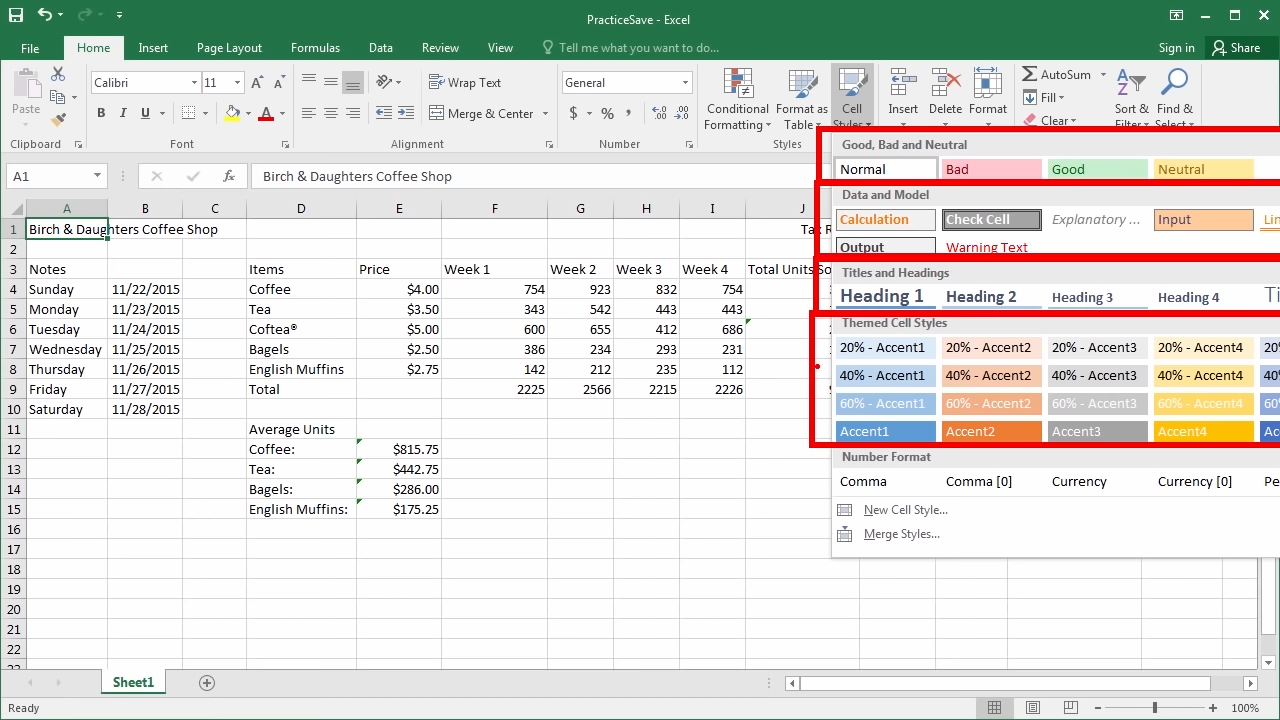 PracticeSave - Excel
File Home Insert Page Layout Formulas Data Review View Tell me what you want to do... Sign in Share
Paste Calibri 11 Wrap Text General Conditional Formatting Format as Table Cell Styles Insert Delete Format AutoSum Sort & Filter Find & Select
B I U A Merge & Center $ % , Fill
Clear
Clipboard Font Alignment Number Styles
A1 fx Birch & Daughters Coffee Shop
A B C D E F G H I J
1 Birch & Daughters Coffee Shop
2
3 Notes Items Price Week 1 Week 2 Week 3 Week 4 Total Units
4 Sunday 11/22/2015 Coffee $4.00 754 923 832 754
5 Monday 11/23/2015 Tea $3.50 343 542 443 443
6 Tuesday 11/24/2015 Coftea® $5.00 600 655 412 686
7 Wednesday 11/25/2015 Bagels $2.50 386 234 293 231
8 Thursday 11/26/2015 English Muffins $2.75 142 212 235 112
9 Friday 11/27/2015 Total 2225 2566 2215 2226
10 Saturday 11/28/2015
11 Average Units
12 Coffee: $815.75
13 Tea: $442.75
14 Bagels: $286.00
15 English Muffins: $175.25
16
17
18
19
20
21
22
Good, Bad and Neutral
Normal Bad Good Neutral
Data and Model
Calculation Check Cell Explanatory ... Input
Output Warning Text
Titles and Headings
Heading 1 Heading 2 Heading 3 Heading 4
Themed Cell Styles
20% - Accent1 20% - Accent2 20% - Accent3 20% - Accent4
40% - Accent1 40% - Accent2 40% - Accent3 40% - Accent4
60% - Accent1 60% - Accent2 60% - Accent3 60% - Accent4
Accent1 Accent2 Accent3 Accent4
Number Format
Comma Comma [0] Currency Currency [0]
New Cell Style...
Merge Styles...
Sheet1
Ready 100%